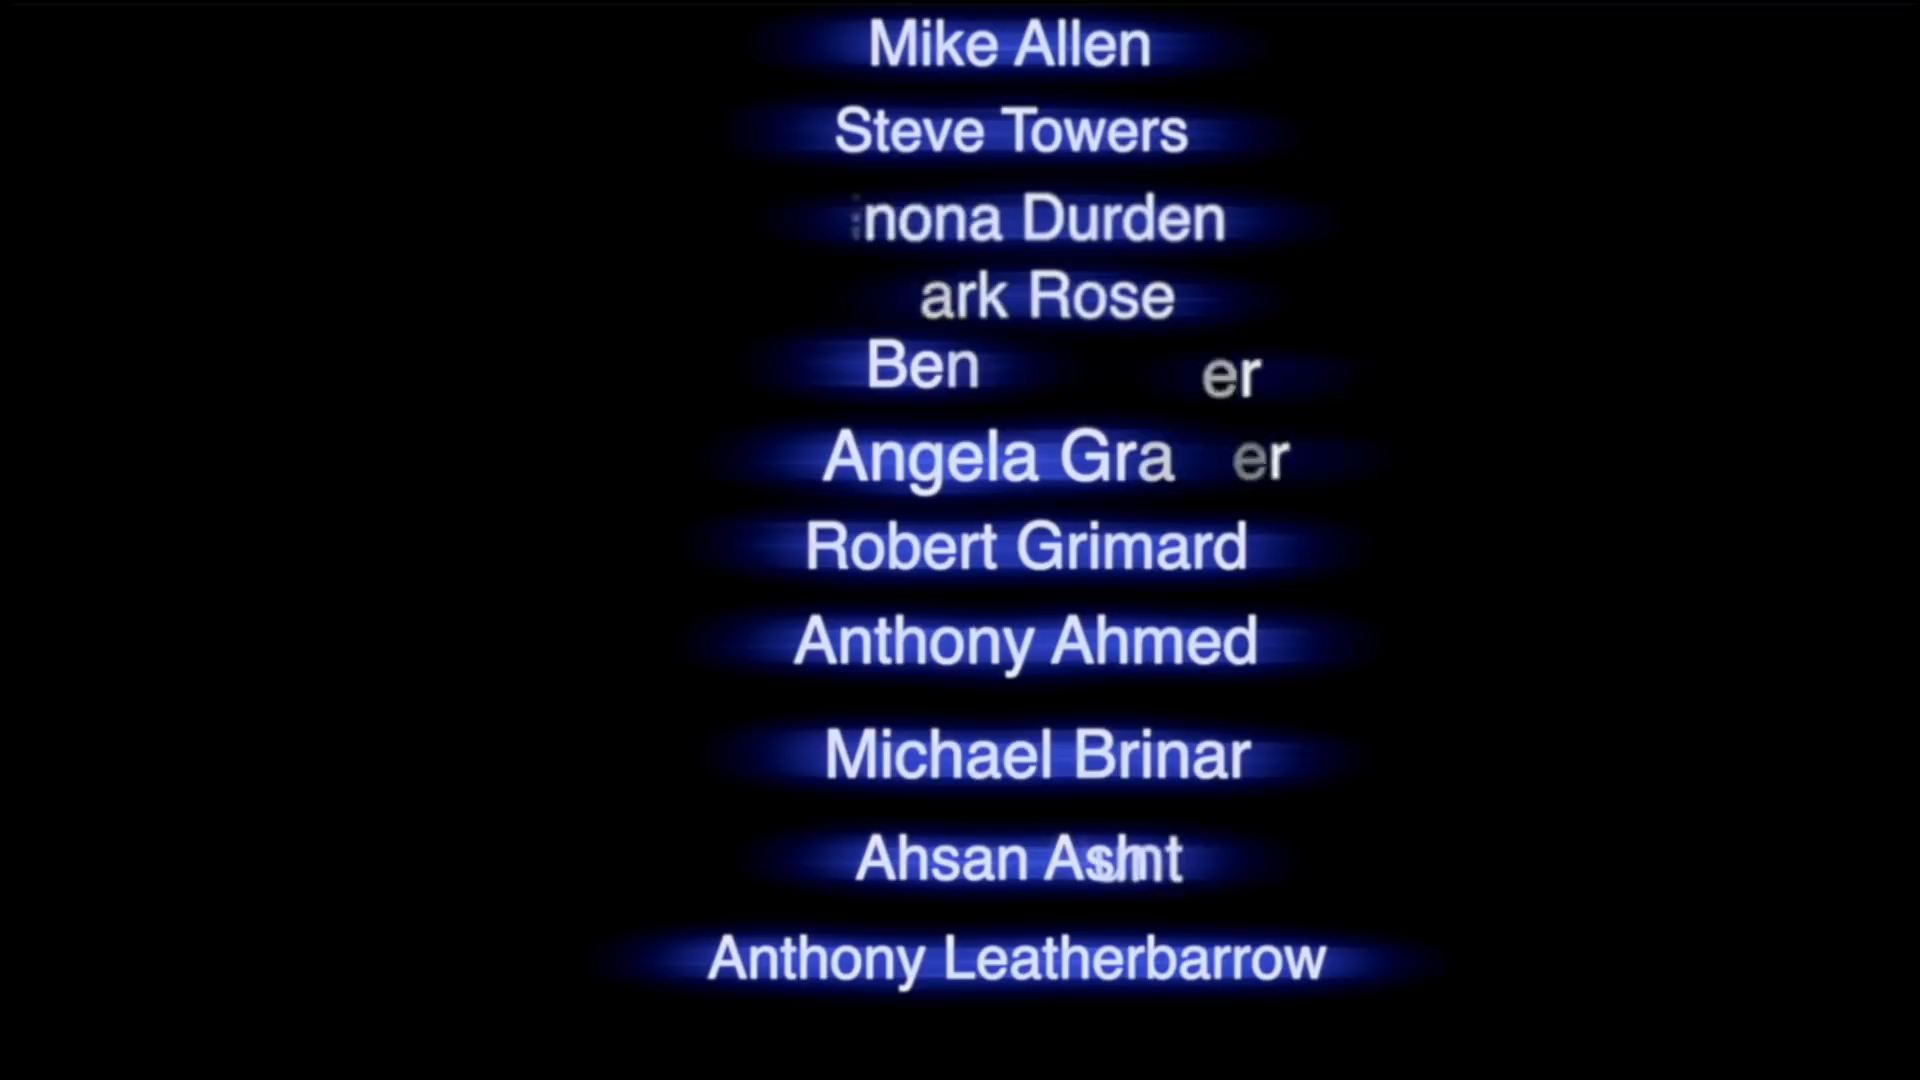 Mike Allen
Steve Towers
nona Durden
ark Rose
Ben er
Angela Gra er
Robert Grimard
Anthony Ahmed
Michael Brinar
Ahsan
Anthony Leatherbarrow